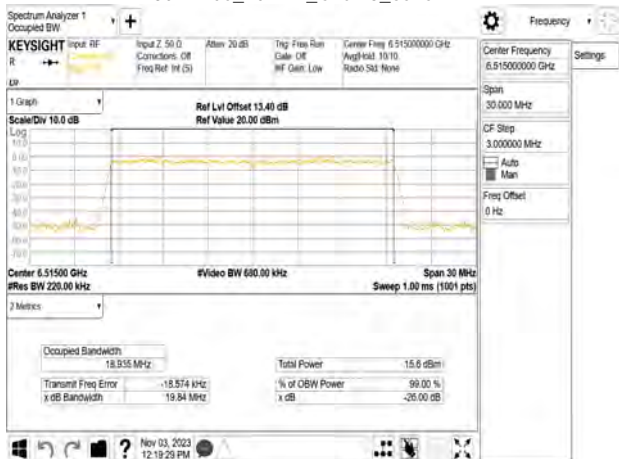 Spectrum Analyzer 1
Occupied BW
Frequency
KEYSIGHT
Input: RF
Input Z: 50 Ω
Atten: 20 dB
Trig: Free Run
Center Freq: 6.515000000 GHz
R
Corrections: Off
Gate: Off
Avg|Hold: 10/10
Freq Ref: Int (S)
#IF Gain: Low
Radio Std: None
Center Frequency
6.515000000 GHz
Settings
Span
30.000 MHz
CF Step
3.000000 MHz
Auto
Man
Freq Offset
0 Hz
1 Graph
Ref Lvl Offset 13.40 dB
Scale/Div 10.0 dB
Ref Value 20.00 dBm
Log
10.0
0.00
Center 6.51500 GHz
#Video BW 680.00 kHz
Span 30 MHz
#Res BW 220.00 kHz
Sweep 1.00 ms (1001 pts)
2 Metrics
Occupied Bandwidth
18.935 MHz
Total Power
15.6 dBm
Transmit Freq Error
-18.574 kHz
% of OBW Power
99.00 %
x dB Bandwidth
19.84 MHz
x dB
-26.00 dB
Nov 03, 2023
12:19:29 PM